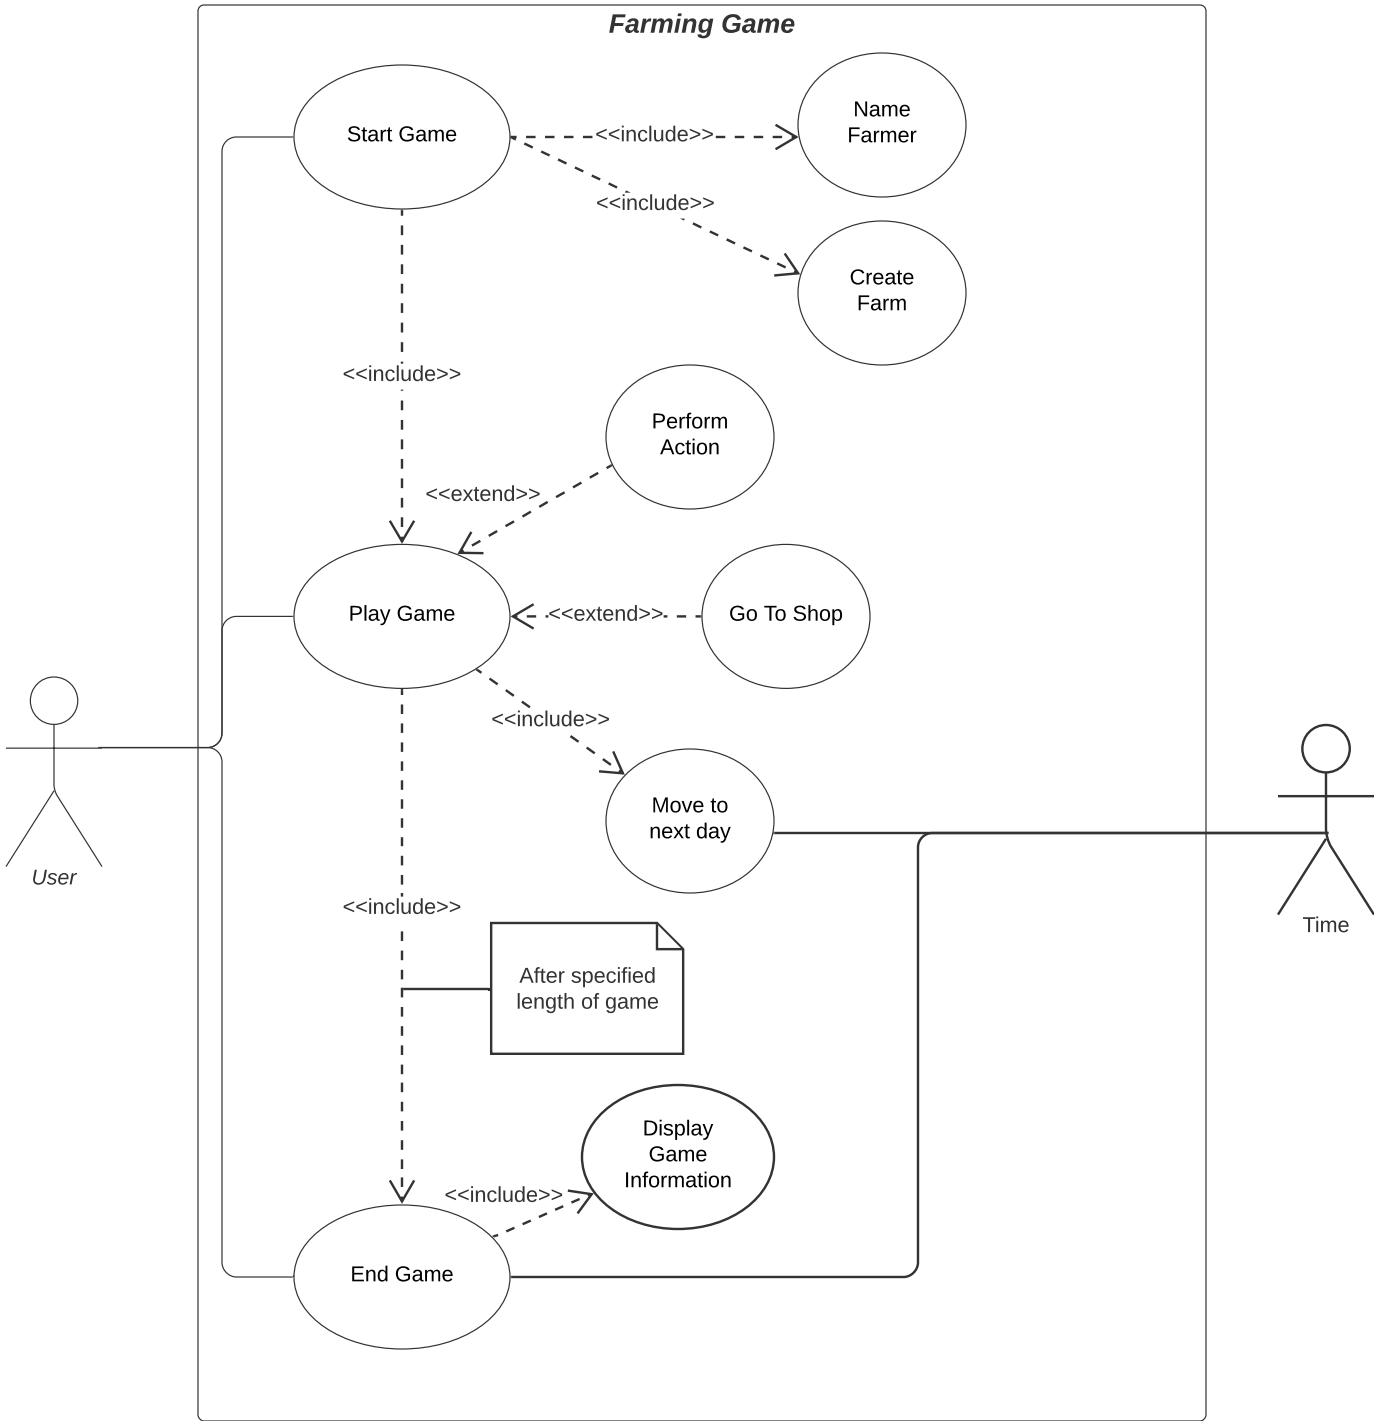 Farming Game
Start Game
<<include>>
Name
Farmer
<<include>>
Create
Farm
<<include>>
Perform
Action
<<extend>>
Play Game
<<extend>>
Go To Shop
<<include>>
Move to
next day
User
Time
<<include>>
After specified
length of game
Display
Game
Information
<<include>>
End Game